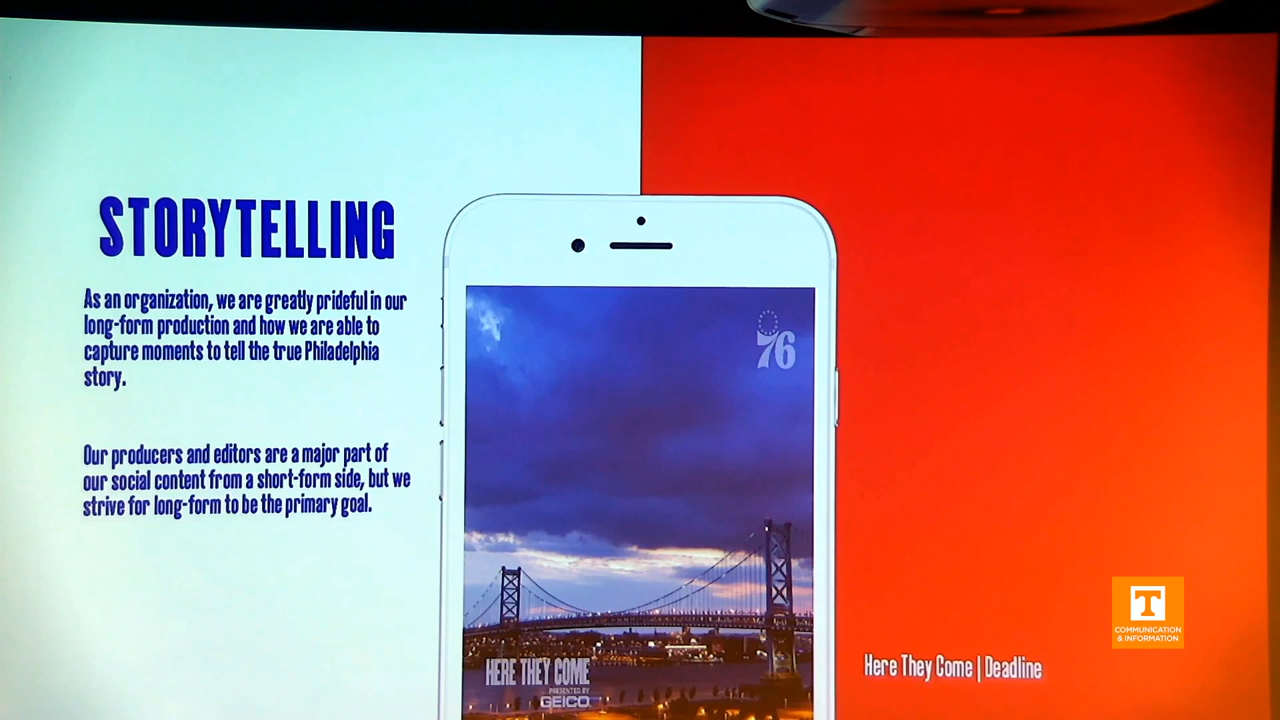 STORYTELLING
As an organization, we are greatly prideful in our
long-form production and how we are able to
capture moments to tell the true Philadelphia
story.
Our producers and editors are a major part of
our social content from a short-form side, but we
strive for long-form to be the primary goal.
76
HERE THEY COME
PRESENTED BY
GEICO
Here They Come | Deadline
T
COMMUNICATION
& INFORMATION